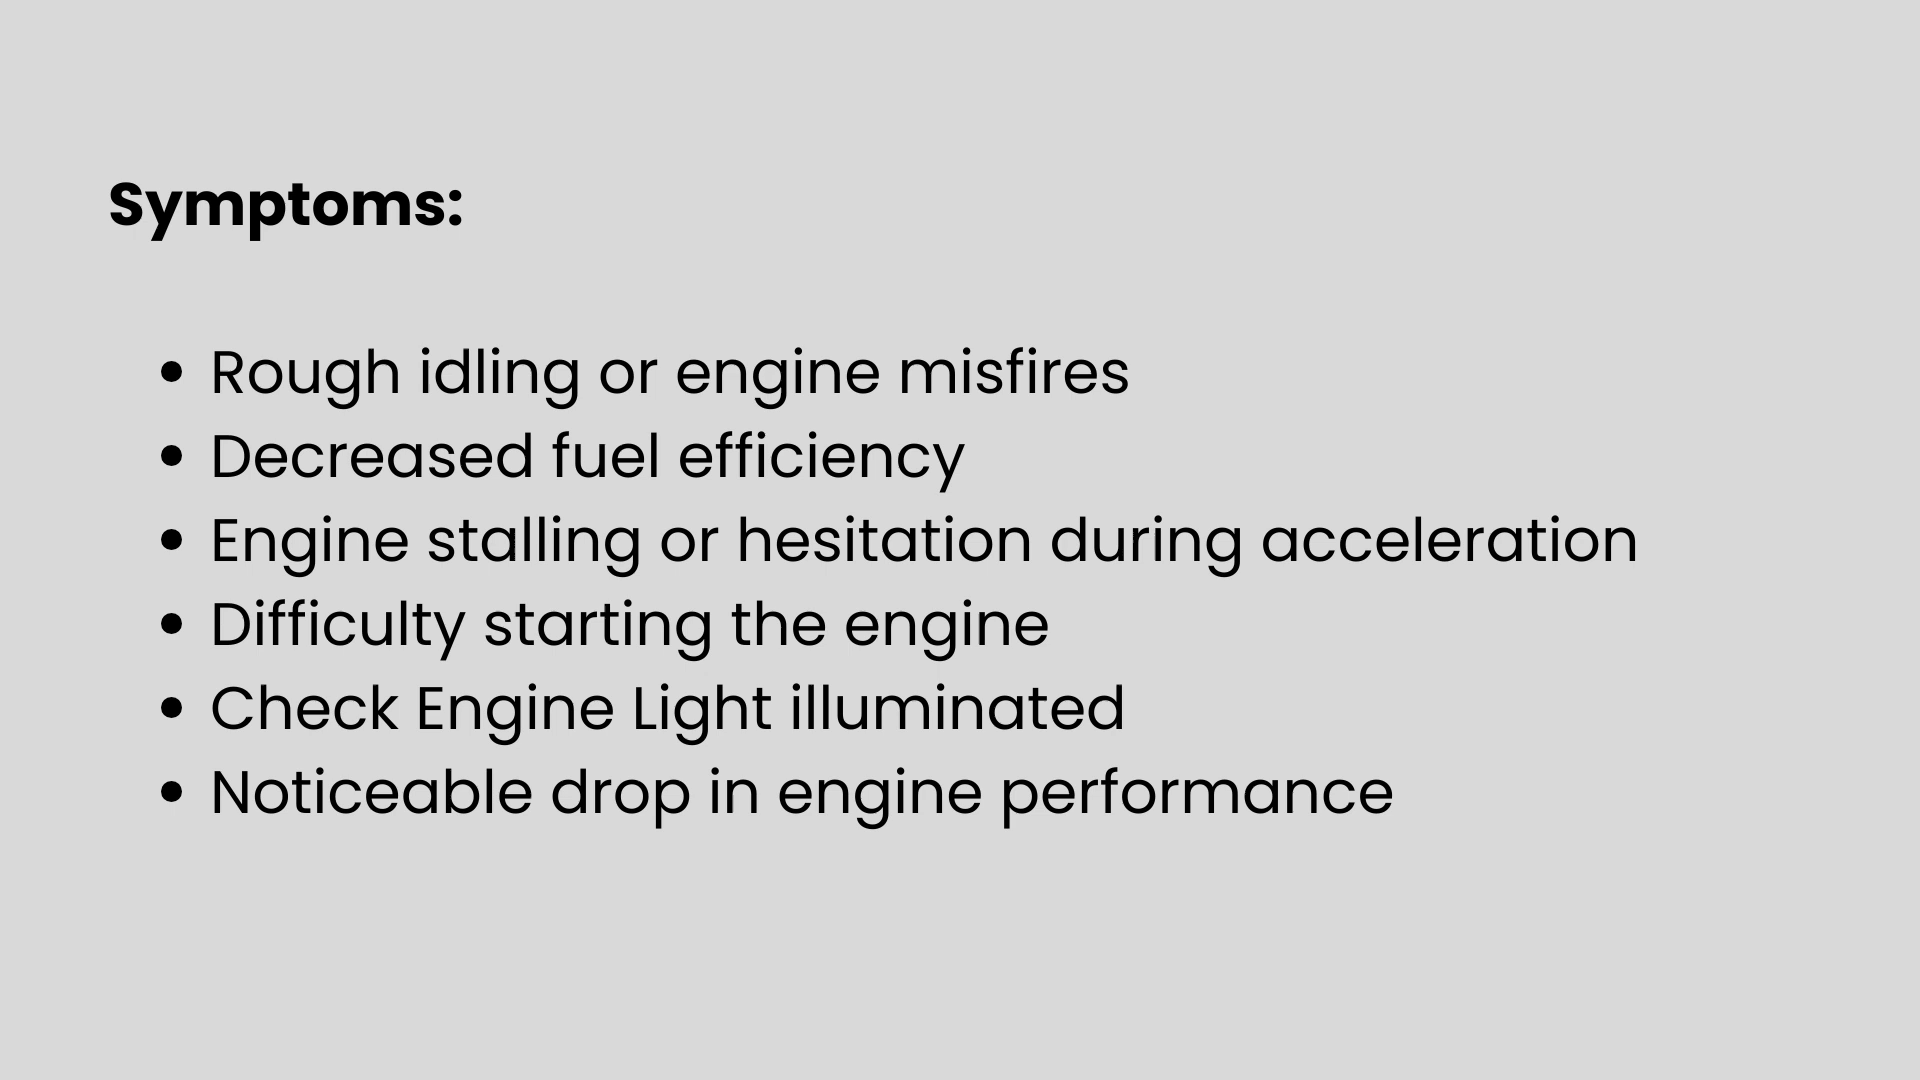 Symptoms:
• Rough idling or engine misfires
• Decreased fuel efficiency
• Engine stalling or hesitation during acceleration
• Difficulty starting the engine
• Check Engine Light illuminated
• Noticeable drop in engine performance